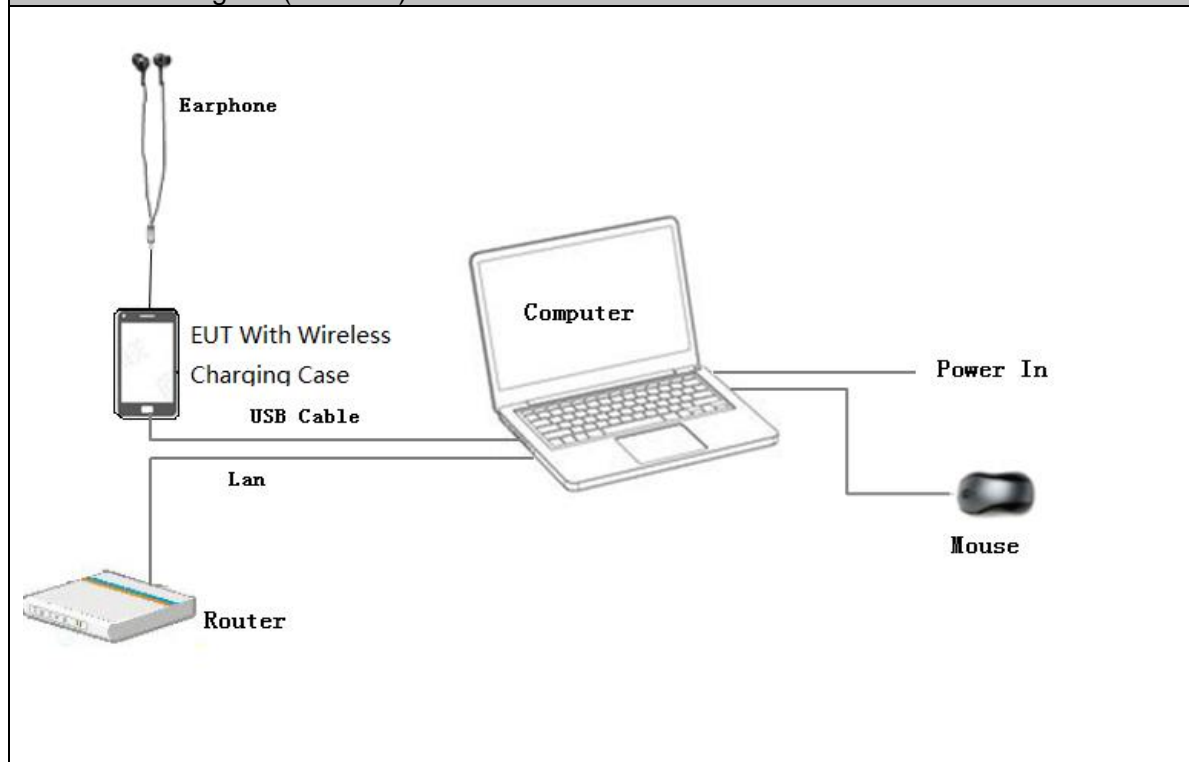 Earphone
EUT With Wireless
Charging Case
USB Cable
Computer
Power In
Lan
Mouse
Router